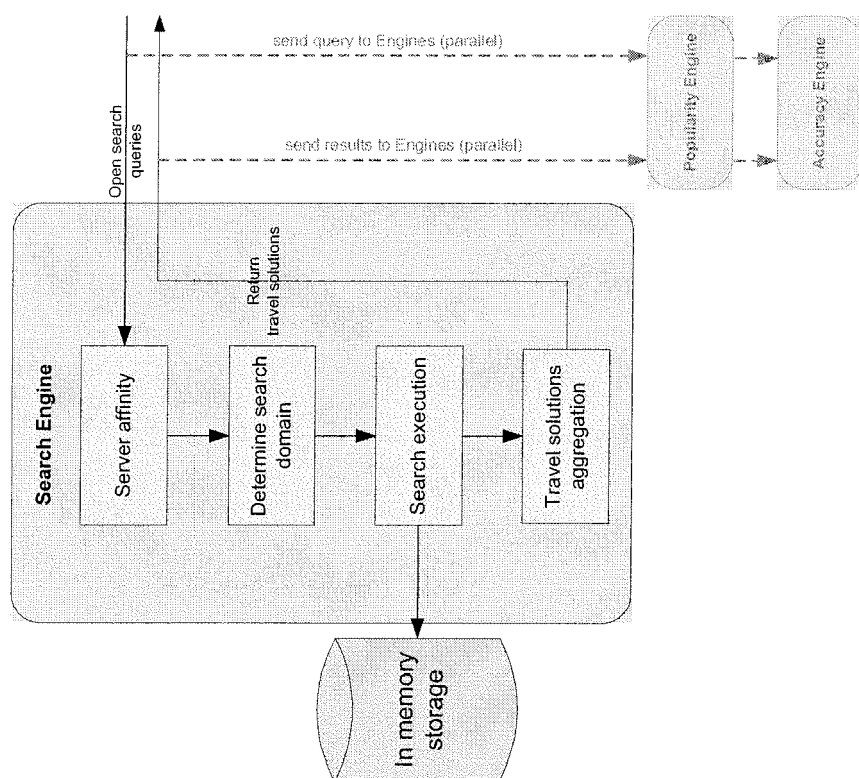 send query to Engines (parallel)
send results to Engines (parallel)
Popularity Engine
Accuracy Engine
Open search
queries
Return
travel solutions
Search Engine
Server affinity
Determine search
domain
Search execution
Travel solutions
aggregation
In memory
storage